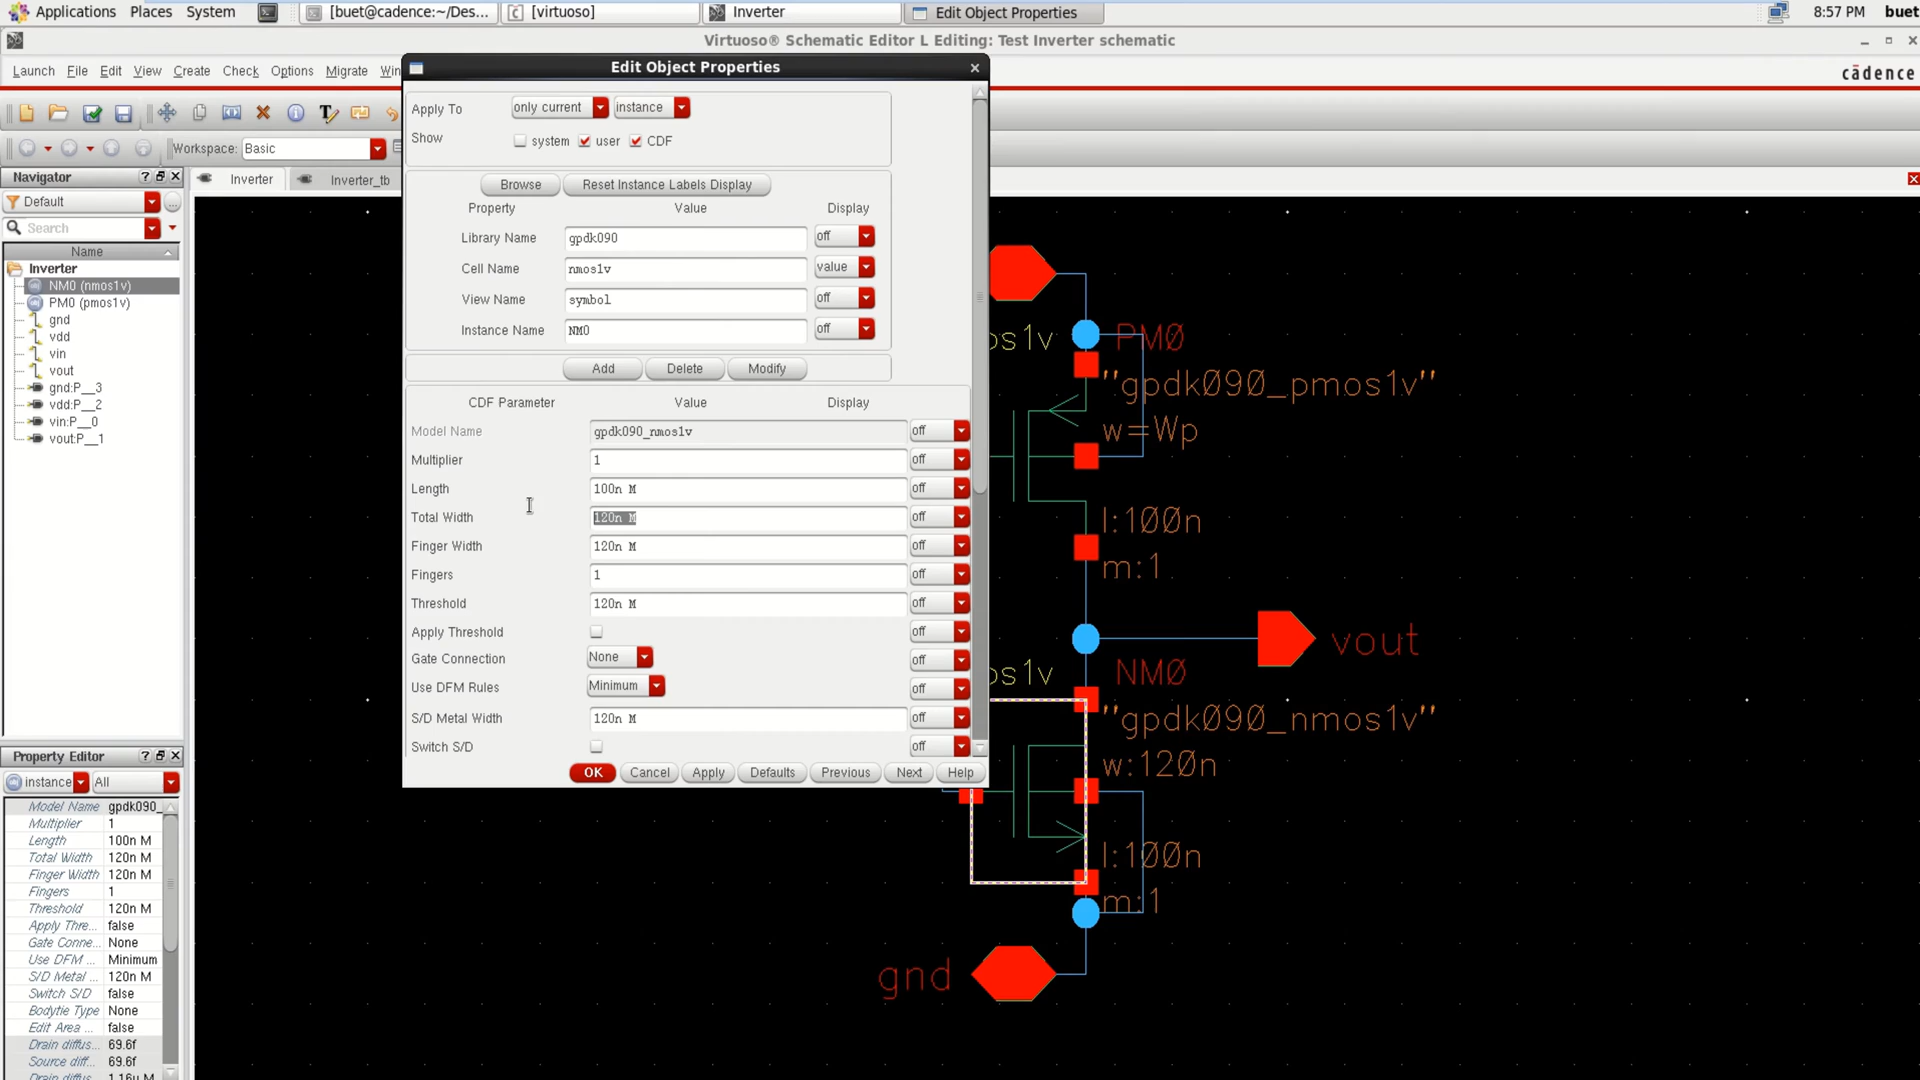 Applications Places System [buet@cadence:~/Des... [virtuoso] Inverter Edit Object Properties 8:57 PM buet
Virtuoso® Schematic Editor L Editing: Test Inverter schematic
Launch File Edit View Create Check Options Migrate Win
cādence
Workspace: Basic
Navigator
Default
Search
Name
Inverter
NM0 (nmos1v)
PM0 (pmos1v)
gnd
vdd
vin
vout
gnd:P__3
vdd:P__2
vin:P__0
vout:P__1
Property Editor
instance All
Model Name gpdk090_
Multiplier 1
Length 100n M
Total Width 120n M
Finger Width 120n M
Fingers 1
Threshold 120n M
Apply Thre... false
Gate Conne... None
Use DFM ... Minimum
S/D Metal ... 120n M
Switch S/D false
Bodytie Type None
Edit Area ... false
Drain diffus... 69.6f
Source diff... 69.6f
Drain diffus... 1.16u M
Inverter Inverter_tb
Edit Object Properties
Apply To only current instance
Show system user CDF
Browse Reset Instance Labels Display
Property Value Display
Library Name gpdk090 off
Cell Name nmos1v value
View Name symbol off
Instance Name NM0 off
Add Delete Modify
CDF Parameter Value Display
Model Name gpdk090_nmos1v off
Multiplier 1 off
Length 100n M off
Total Width 120n M off
Finger Width 120n M off
Fingers 1 off
Threshold 120n M off
Apply Threshold off
Gate Connection None off
Use DFM Rules Minimum off
S/D Metal Width 120n M off
Switch S/D off
OK Cancel Apply Defaults Previous Next Help
os1v PM0
"gpdk090_pmos1v"
w=Wp
l:100n
m:1
vout
os1v NM0
"gpdk090_nmos1v"
w:120n
l:100n
m:1
gnd